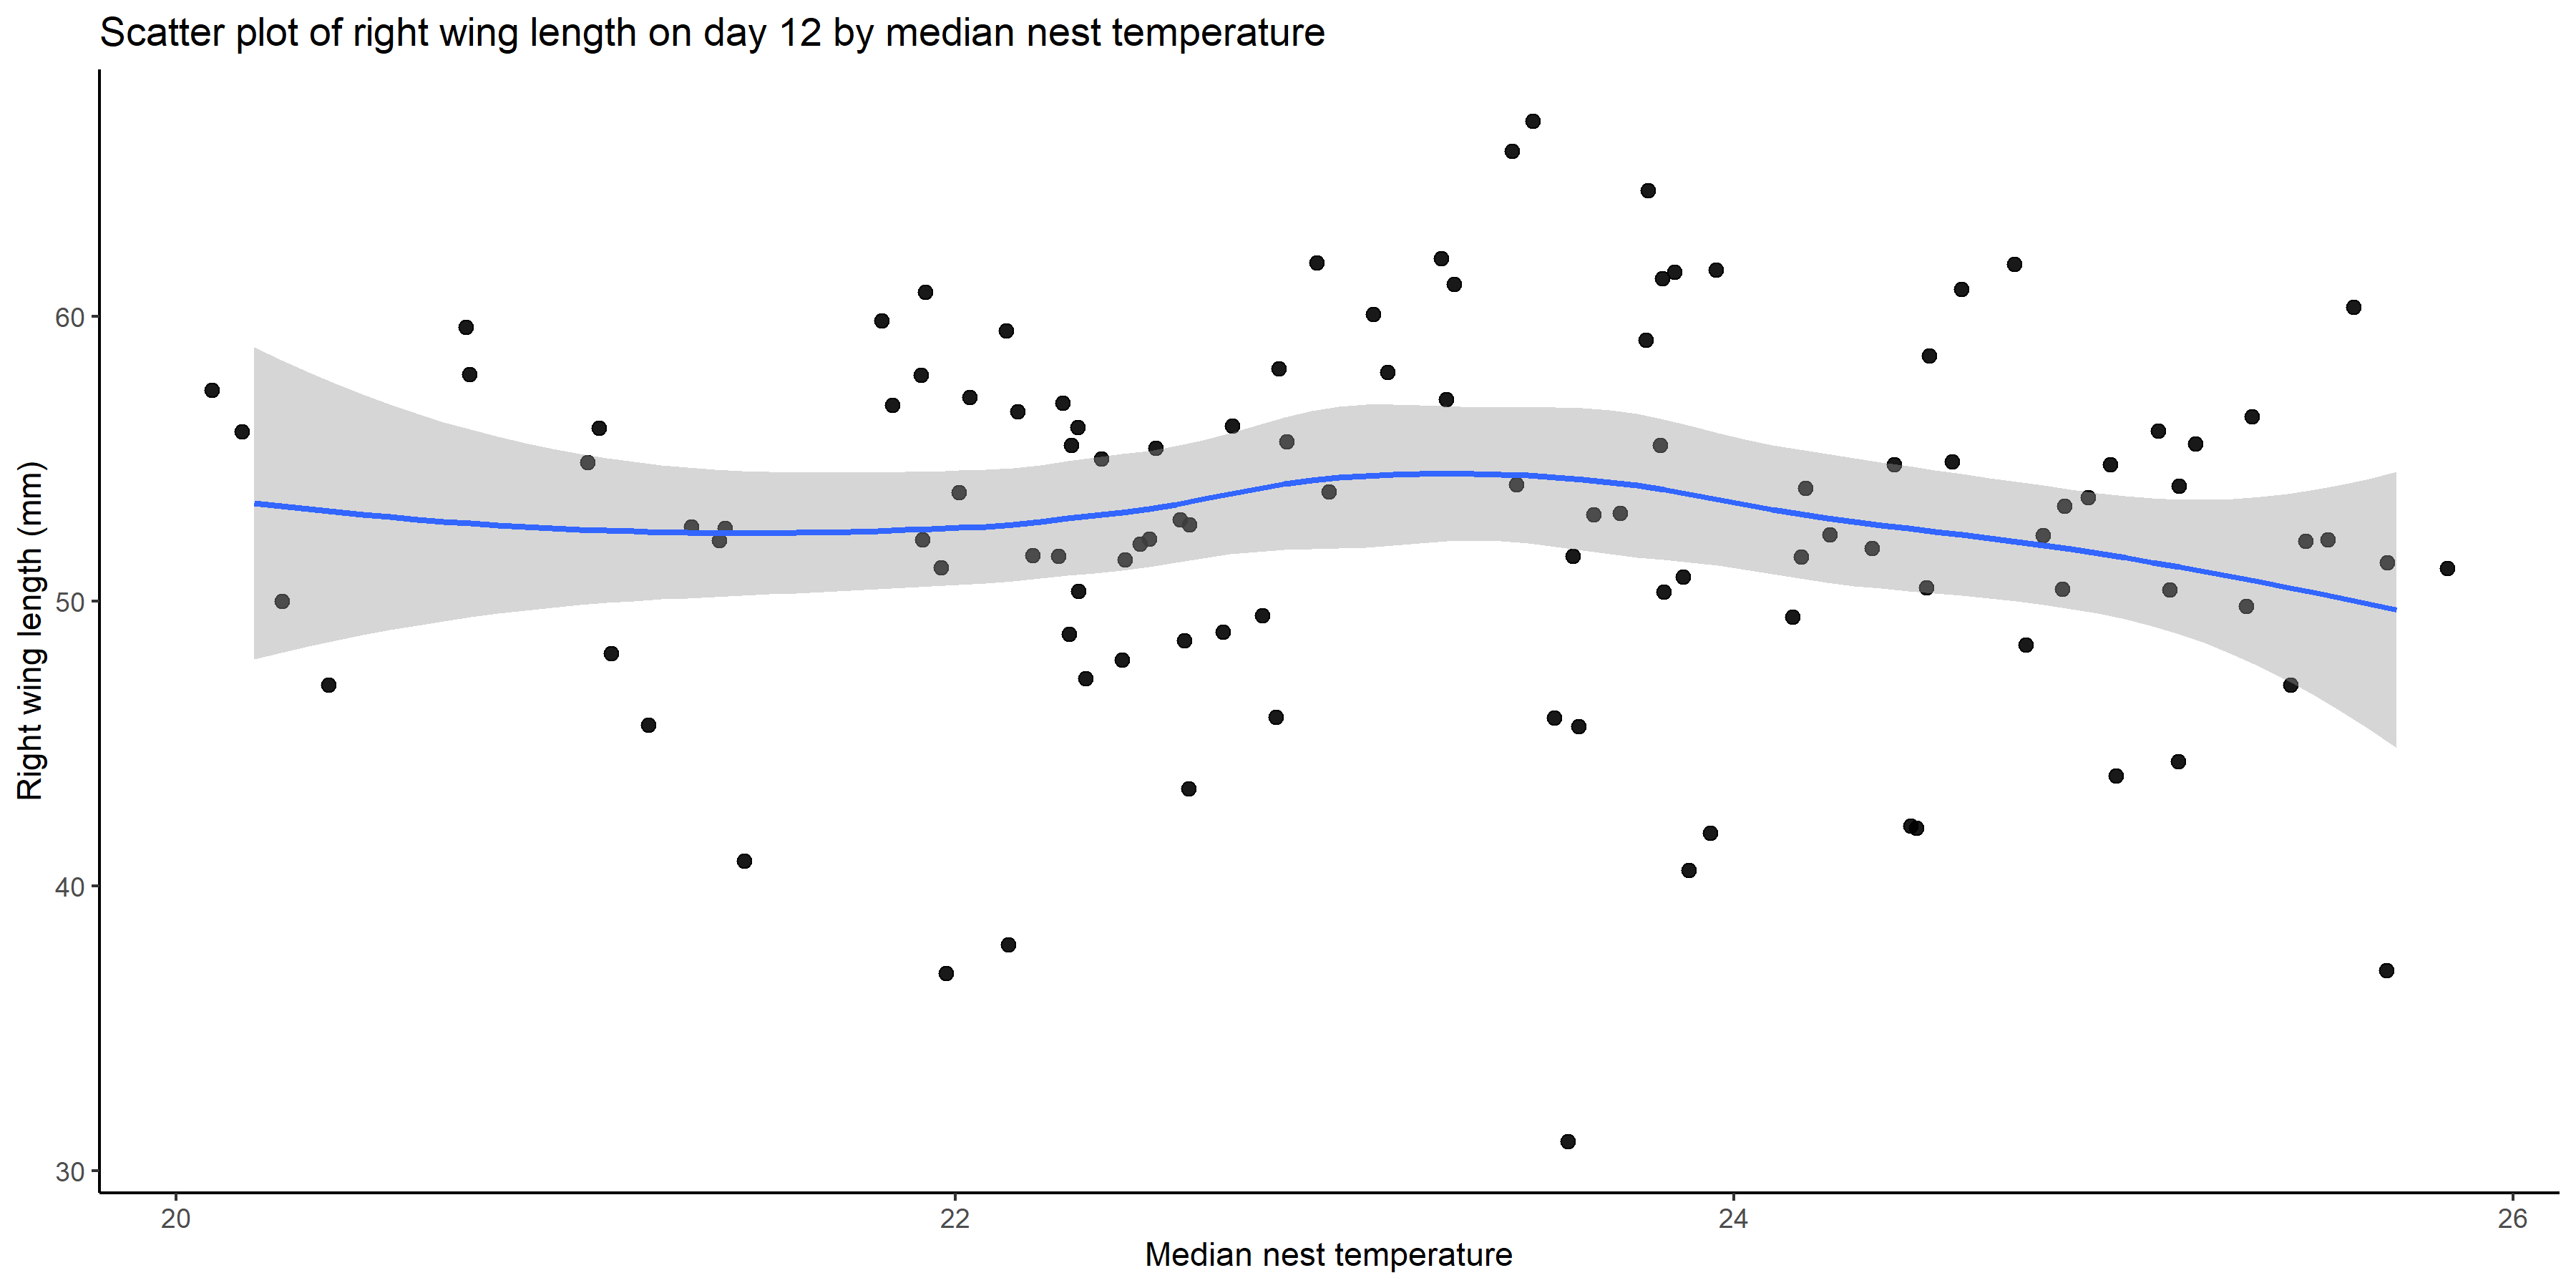 Scatter plot of right wing length on day 12 by median nest temperature
Right wing length (mm)
60
50
40
30
20
22
24
26
Median nest temperature